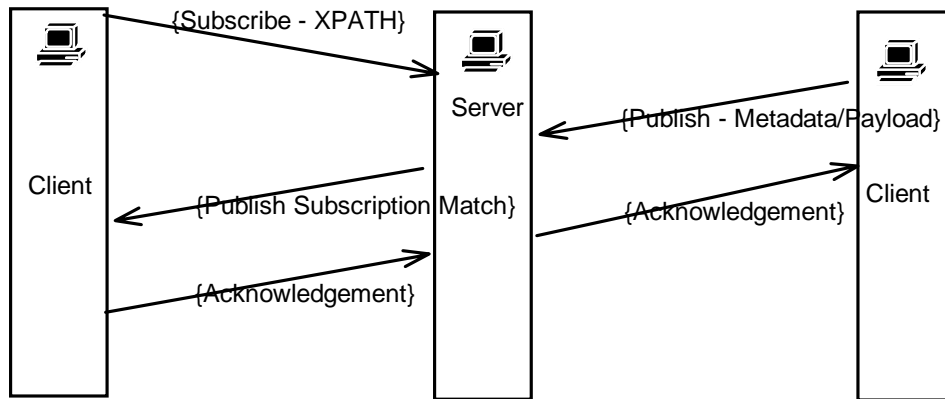 {Subscribe - XPATH}
Server
{Publish - Metadata/Payload}
Client
{Publish Subscription Match}
{Acknowledgement}
Client
{Acknowledgement}